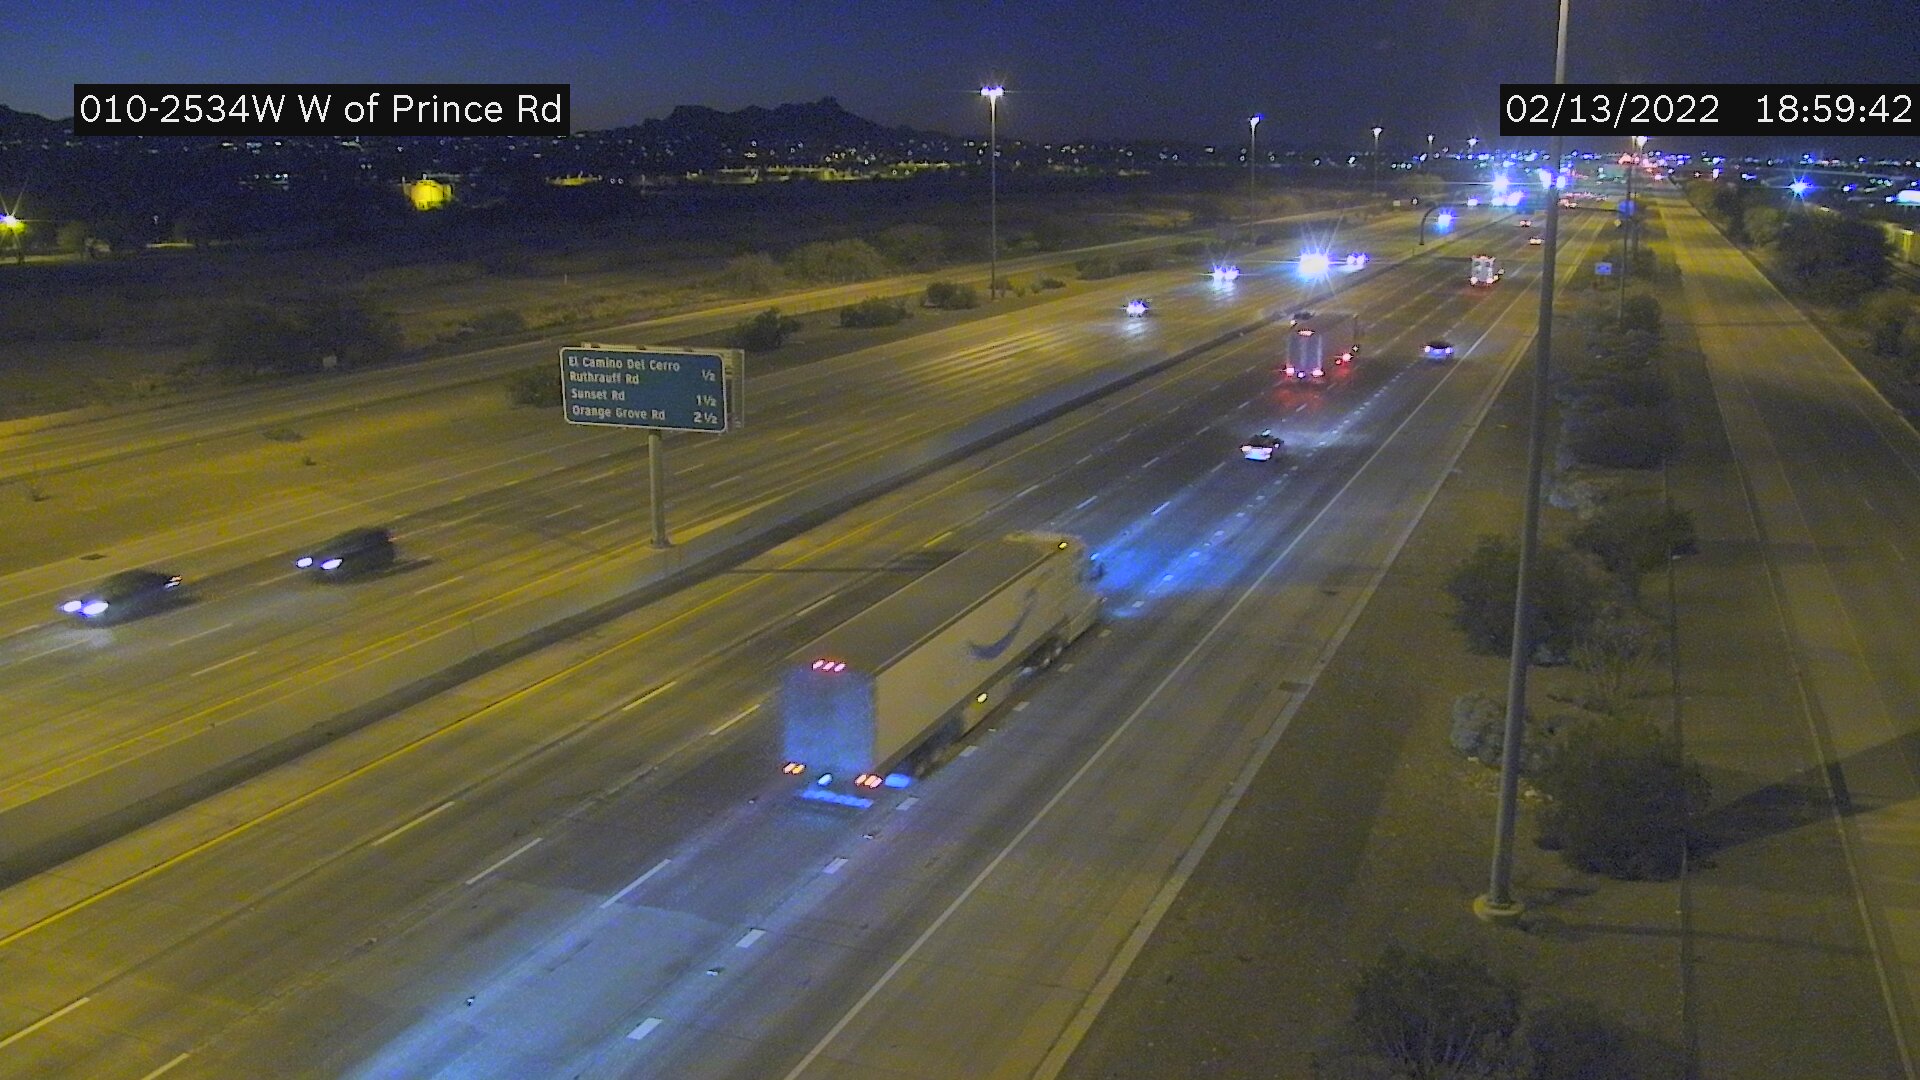 010-2534W W of Prince Rd
02/13/2022 18:59:42
El Camino Del Cerro
Ruthrauff Rd 1/2
Sunset Rd 1 1/2
Orange Grove Rd 2 1/2